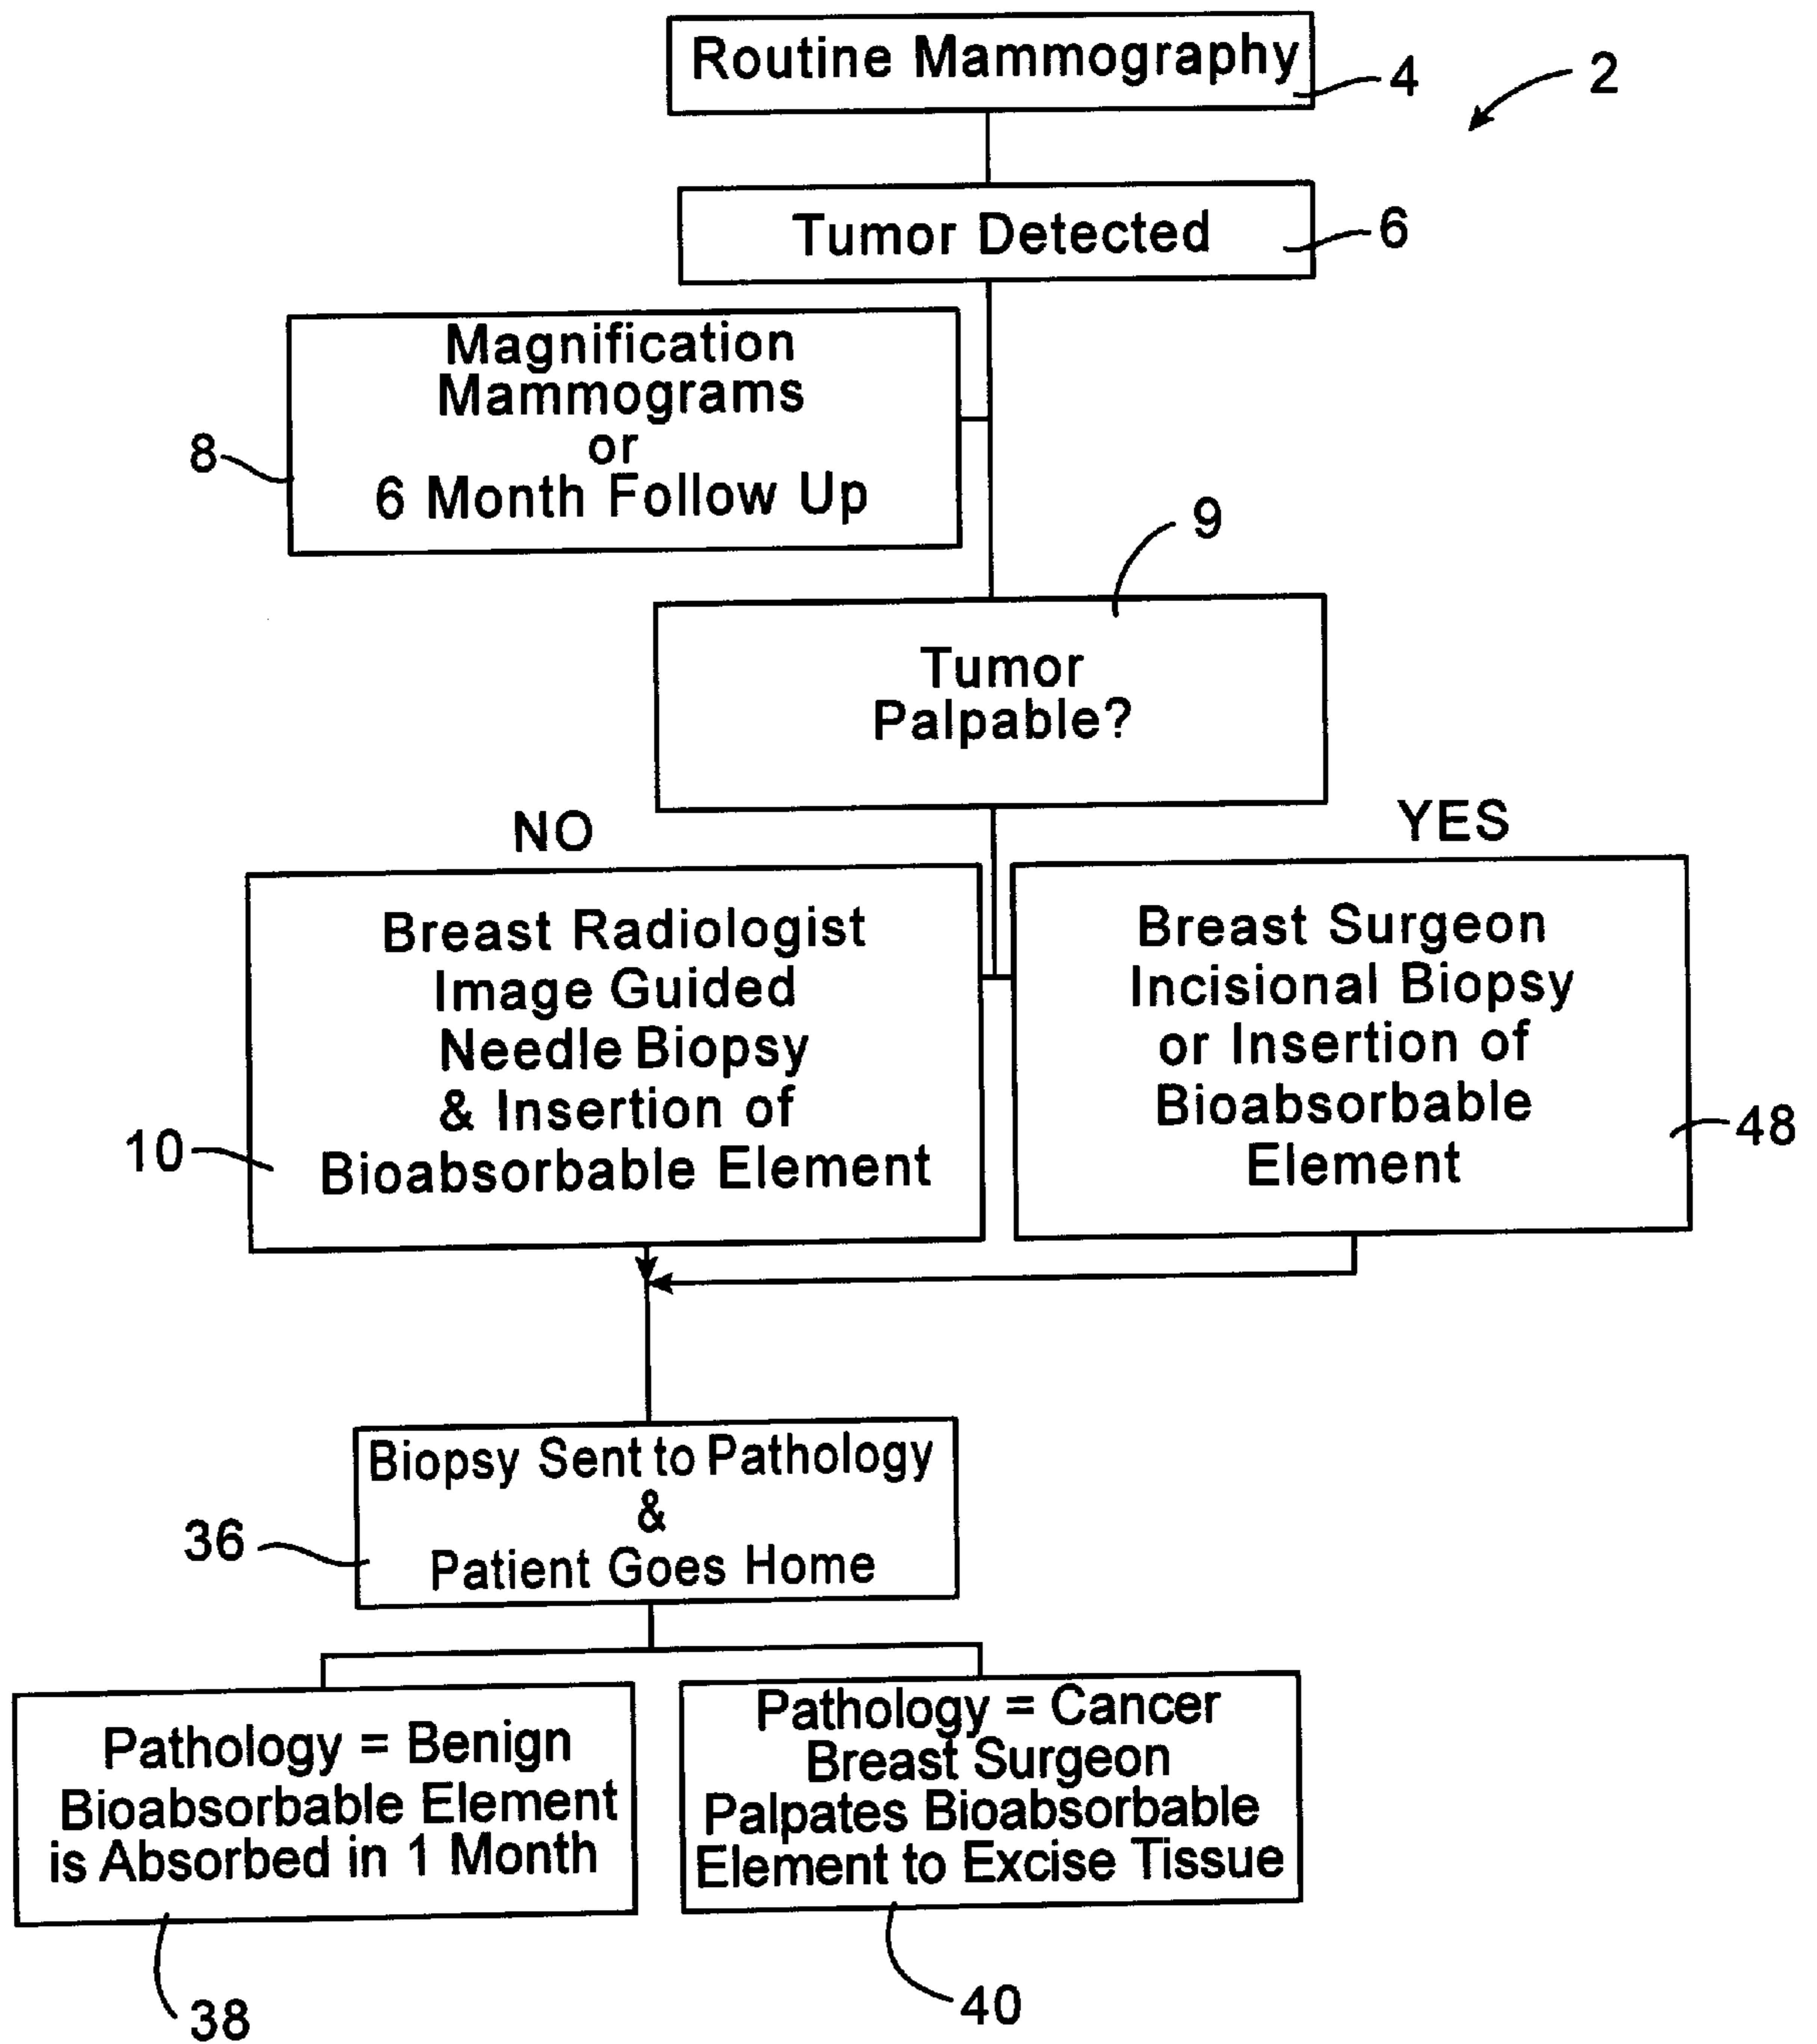 Routine Mammography
4
2
Tumor Detected
6
Magnification
Mammograms
or
6 Month Follow Up
8
9
Tumor
Palpable?
NO
YES
Breast Radiologist
Image Guided
Needle Biopsy
& Insertion of
Bioabsorbable Element
10
Breast Surgeon
Incisional Biopsy
or Insertion of
Bioabsorbable
Element
48
Biopsy Sent to Pathology
&
Patient Goes Home
36
Pathology = Benign
Bioabsorbable Element
is Absorbed in 1 Month
38
Pathology = Cancer
Breast Surgeon
Palpates Bioabsorbable
Element to Excise Tissue
40